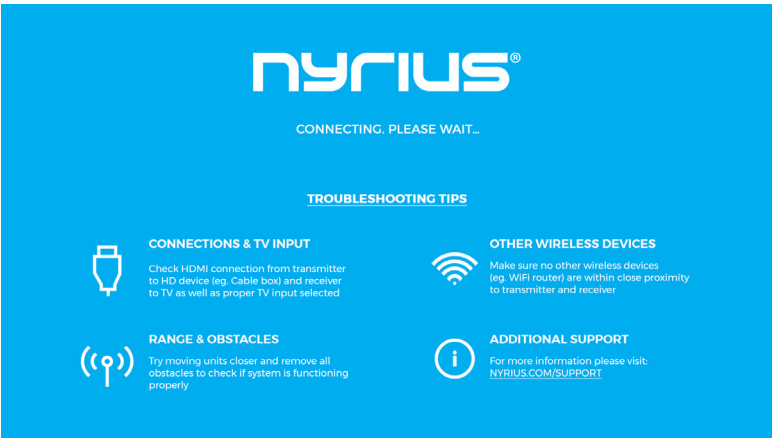 nyrius®
CONNECTING. PLEASE WAIT...
TROUBLESHOOTING TIPS
CONNECTIONS & TV INPUT
Check HDMI connection from transmitter
to HD device (eg. Cable box) and receiver
to TV as well as proper TV input selected
OTHER WIRELESS DEVICES
Make sure no other wireless devices
(eg. WiFi router) are within close proximity
to transmitter and receiver
RANGE & OBSTACLES
Try moving units closer and remove all
obstacles to check if system is functioning
properly
ADDITIONAL SUPPORT
For more information please visit:
NYRIUS.COM/SUPPORT